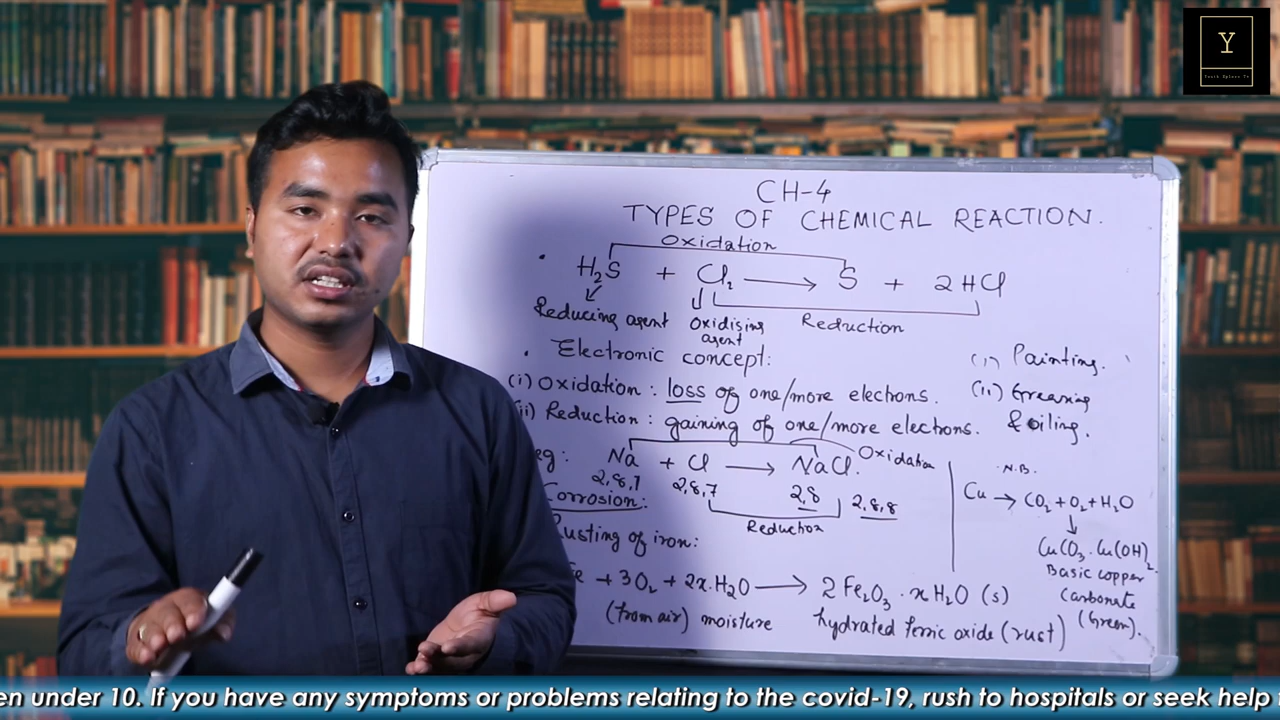 Y
CH-4
TYPES OF CHEMICAL REACTION.
Oxidation
• H₂S + Cl₂ ⟶ S + 2HCl
Reducing agent
Oxidising agent
Reduction
• Electronic concept:
(i) Oxidation : loss of one/more electrons.
(ii) Reduction : gaining of one/more electrons.
(i) Painting.
(ii) Greasing
& oiling.
eg: Na + Cl ⟶ NaCl.
Oxidation
2,8,1 2,8,7 2,8 2,8,8
Reduction
Corrosion:
Rusting of iron:
Fe + 3O₂ + 2x.H₂O ⟶ 2Fe₂O₃ . xH₂O (s)
(from air) moisture hydrated ferric oxide (rust)
N.B.
Cu → CO₂ + O₂ + H₂O
CuCO₃.Cu(OH)₂.
Basic copper
Carbonate
(Green).
en under 10. If you have any symptoms or problems relating to the covid-19, rush to hospitals or seek help